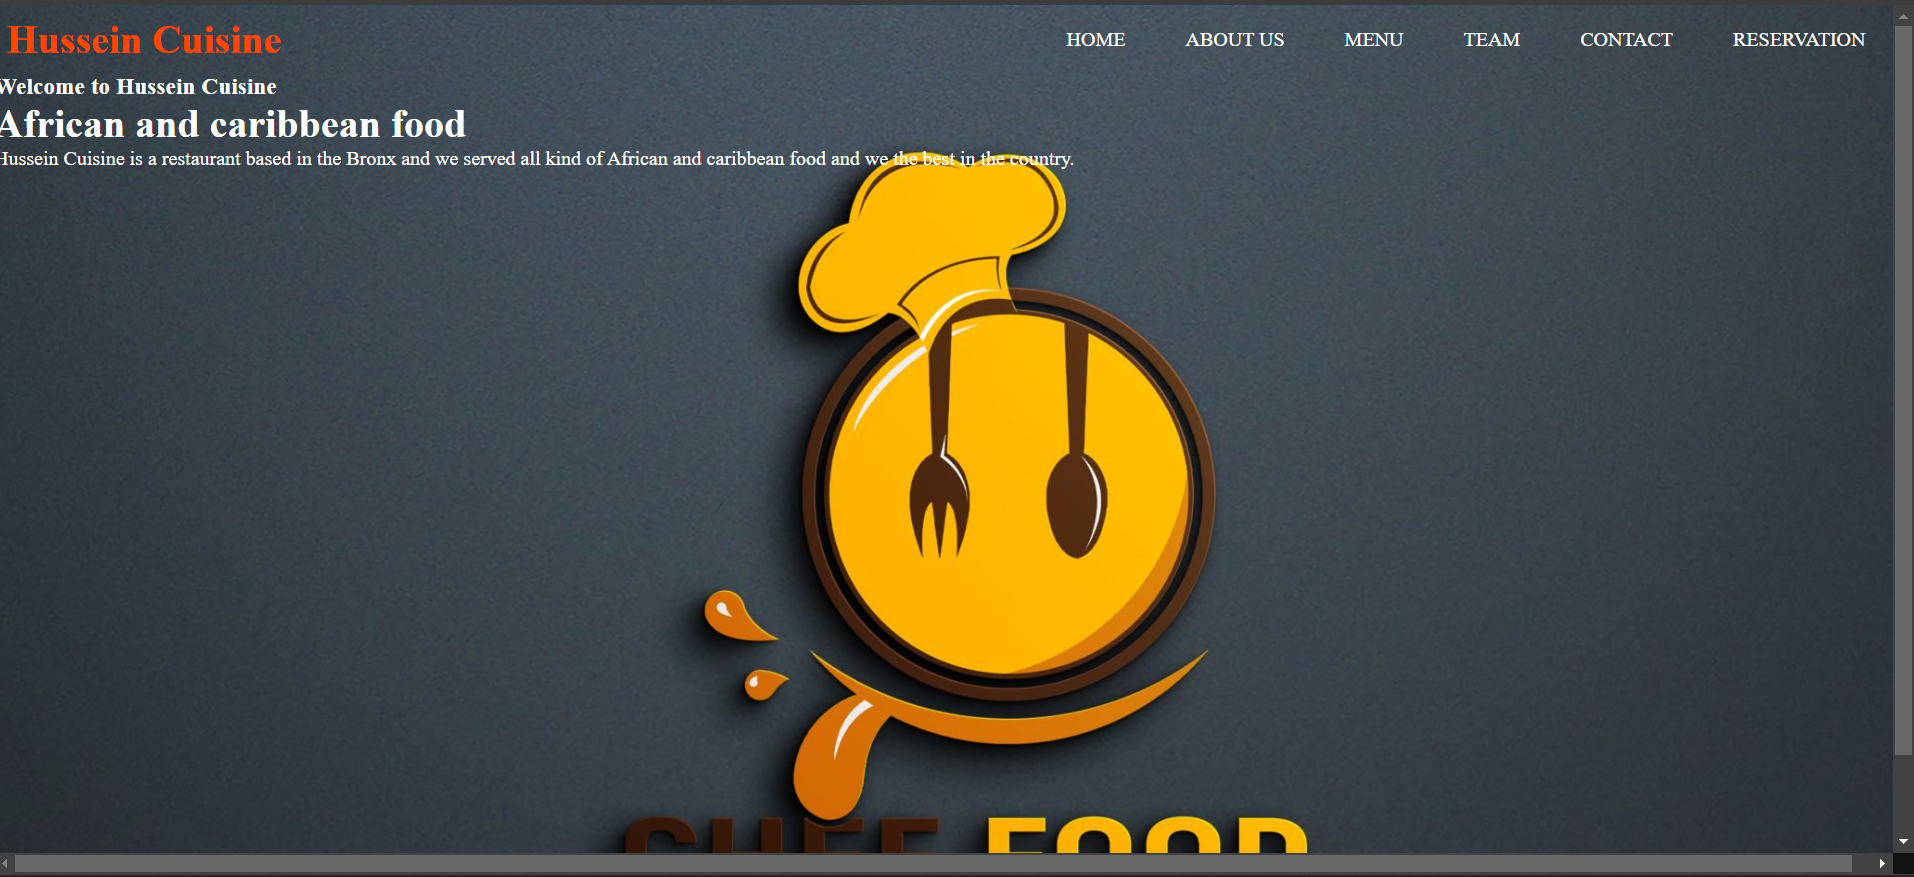 Hussein Cuisine
HOME ABOUT US MENU TEAM CONTACT RESERVATION
Welcome to Hussein Cuisine
African and caribbean food
Hussein Cuisine is a restaurant based in the Bronx and we served all kind of African and caribbean food and we the best in the country.
CHEF FOOD